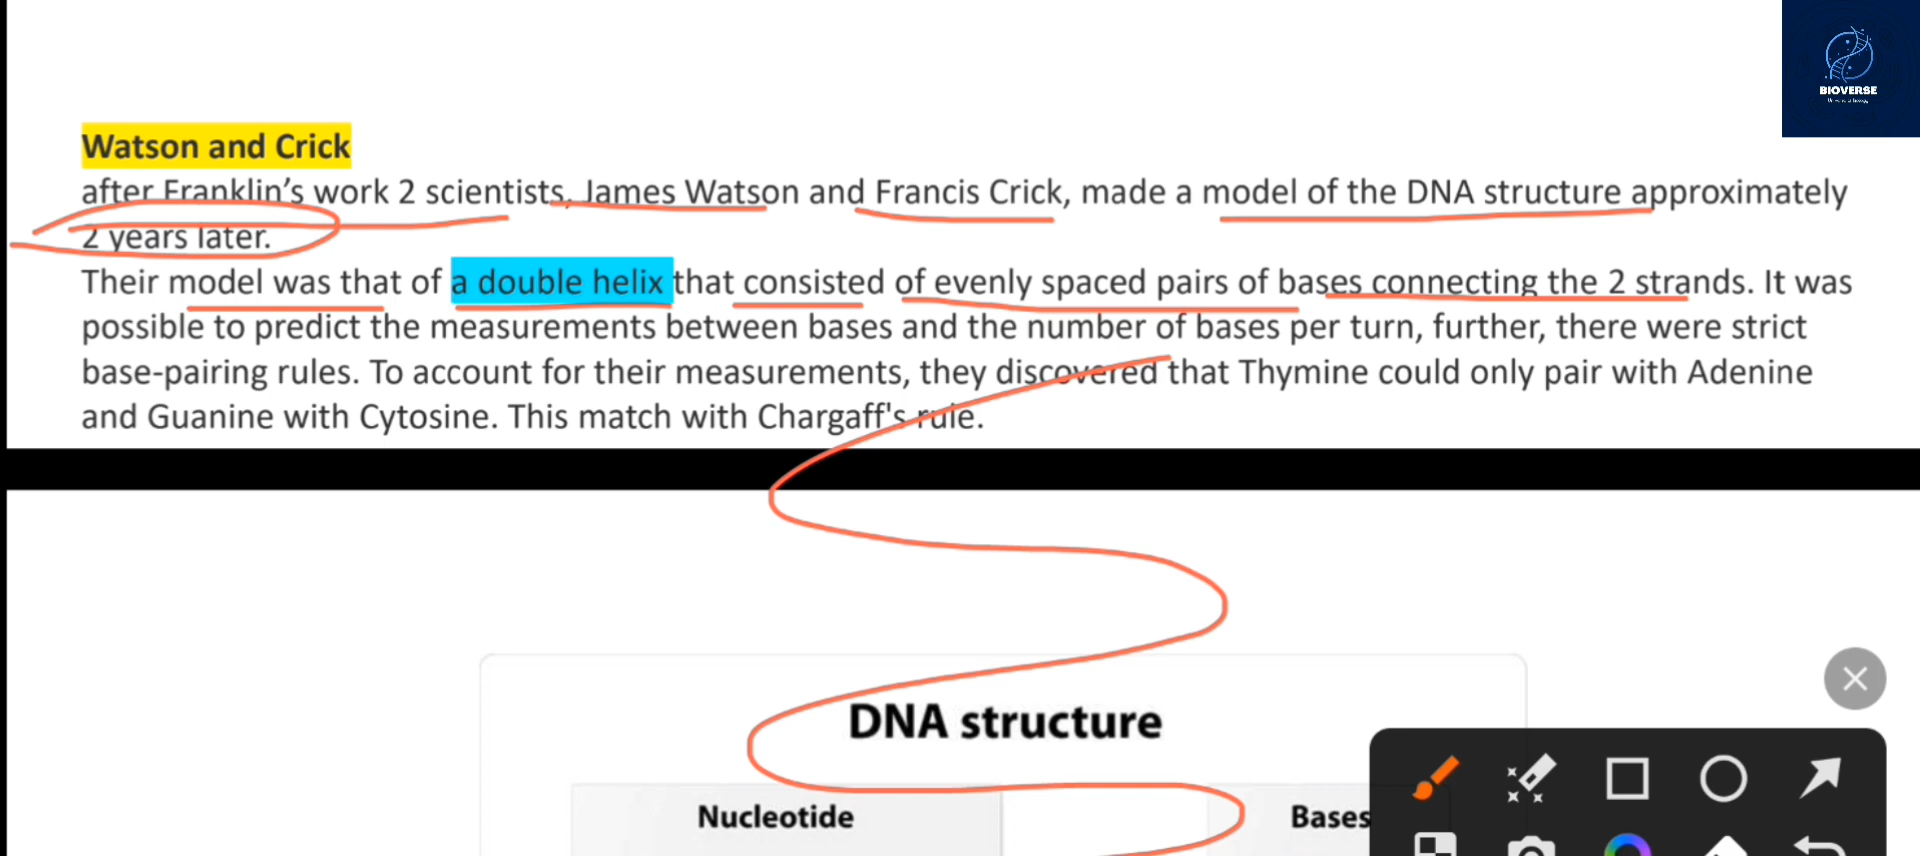 BIOVERSE
Watson and Crick
after Franklin's work 2 scientists, James Watson and Francis Crick, made a model of the DNA structure approximately
2 years later.
Their model was that of a double helix that consisted of evenly spaced pairs of bases connecting the 2 strands. It was
possible to predict the measurements between bases and the number of bases per turn, further, there were strict
base-pairing rules. To account for their measurements, they discovered that Thymine could only pair with Adenine
and Guanine with Cytosine. This match with Chargaff's rule.
DNA structure
Nucleotide
Bases